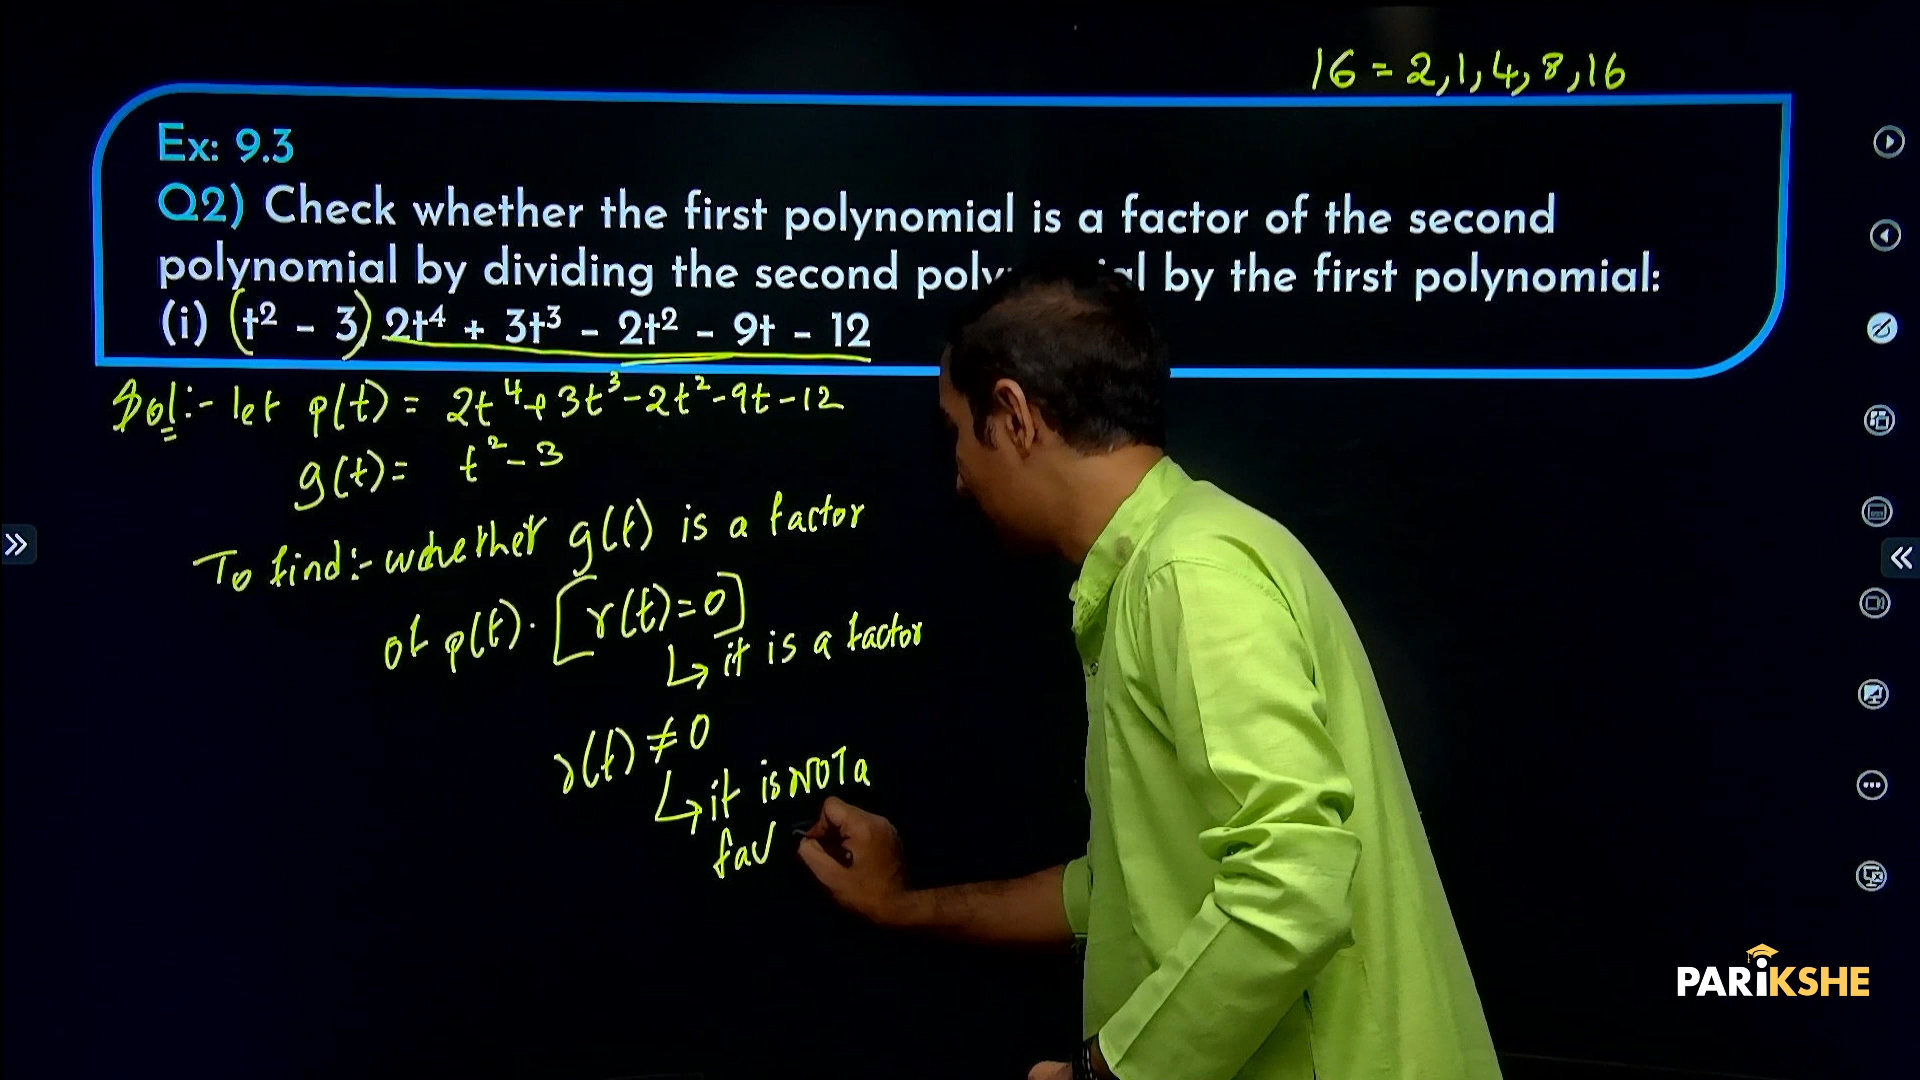 16 = 2,1,4,8,16
Ex: 9.3
Q2) Check whether the first polynomial is a factor of the second
polynomial by dividing the second by the first polynomial:
(i) (t² - 3) 2t⁴ + 3t³ - 2t² - 9t - 12
Sol:- let p(t) = 2t⁴+3t³-2t²-9t-12
g(t)= t²-3
To find:- whether g(t) is a factor
of p(t). [r(t)=0]
↳ it is a factor
r(t) ≠ 0
↳ it is NOT a
fac
PARiKSHE